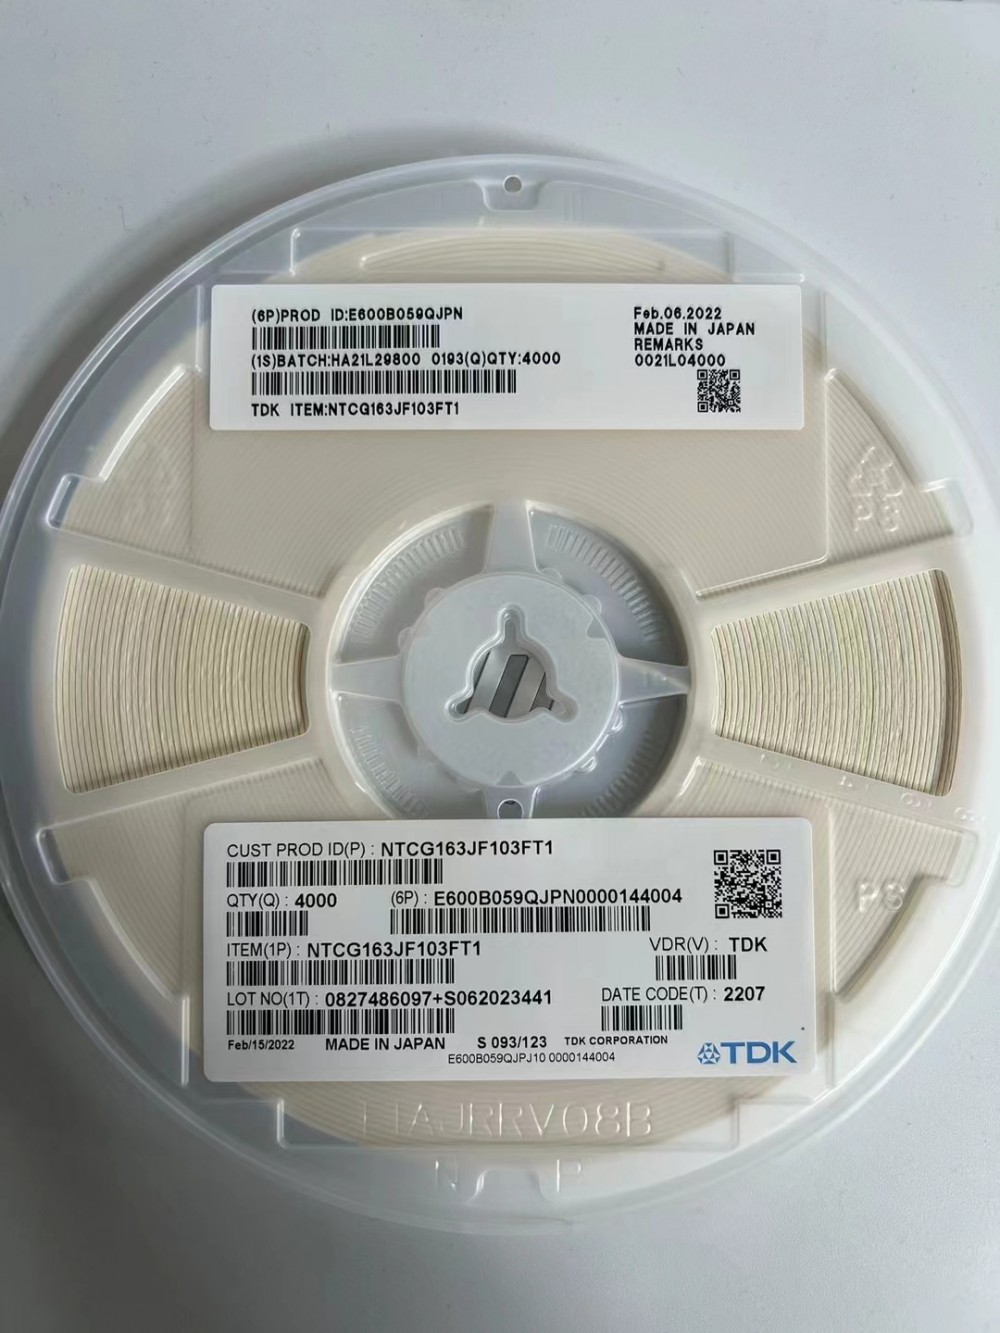 (6P)PROD ID:E600B059QJPN
(1S)BATCH:HA21L29800 0193(Q)QTY:4000
TDK ITEM:NTCG163JF103FT1
Feb.06.2022
MADE IN JAPAN
REMARKS
0021L04000
PS
PS
CUST PROD ID(P) : NTCG163JF103FT1
QTY(Q) : 4000 (6P) : E600B059QJPN0000144004
ITEM(1P) : NTCG163JF103FT1 VDR(V) : TDK
LOT NO(1T) : 0827486097+S062023441 DATE CODE(T) : 2207
Feb/15/2022 MADE IN JAPAN S 093/123 TDK CORPORATION
E600B059QJPJ10 0000144004
TDK
RRV08B
N P